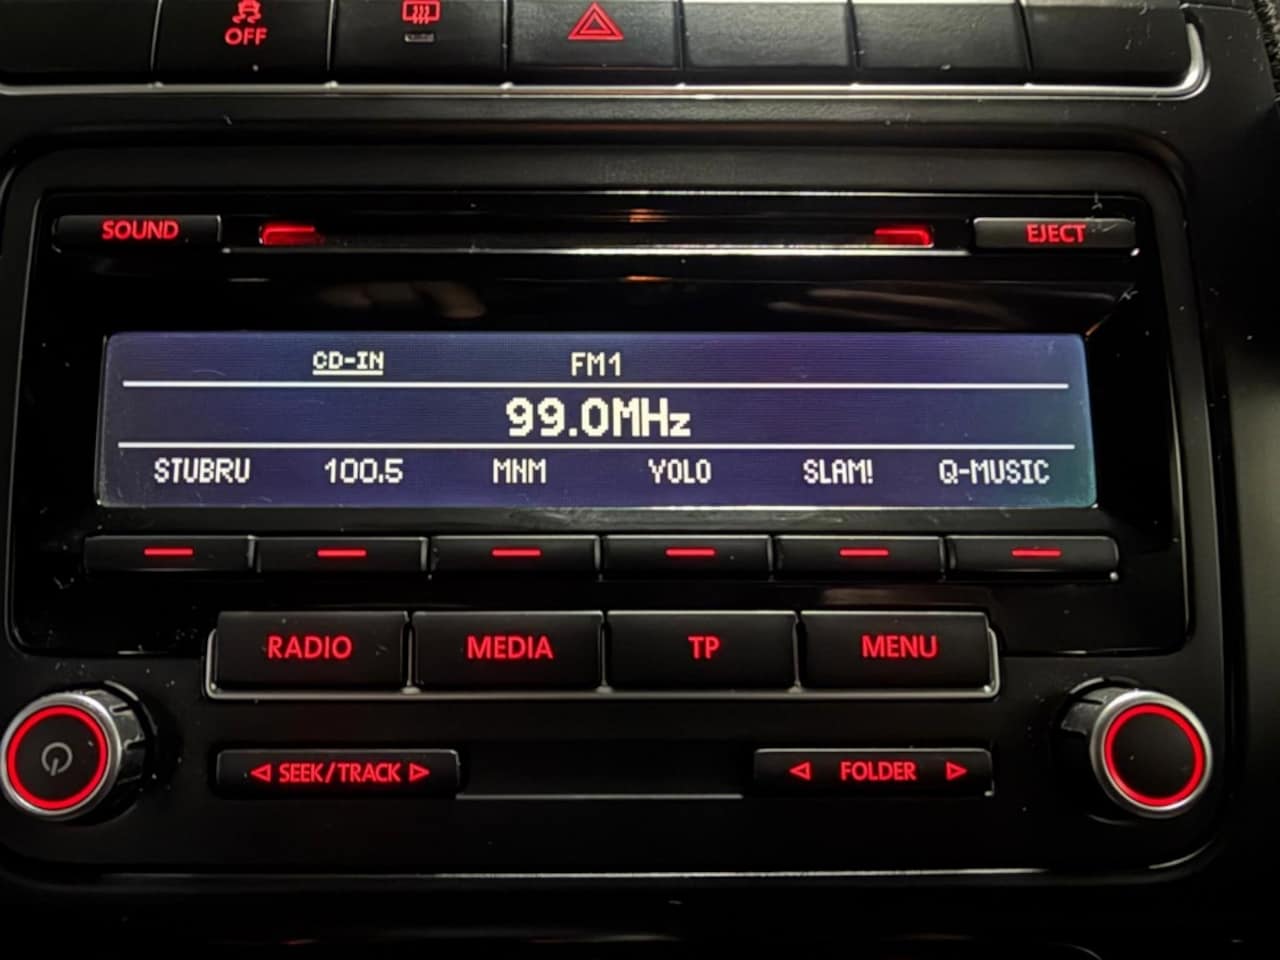 OFF
SOUND EJECT
CD-IN FM1
99.0MHz
STUBRU 100.5 MNM YOLO SLAM! Q-MUSIC
RADIO MEDIA TP MENU
SEEK/TRACK FOLDER